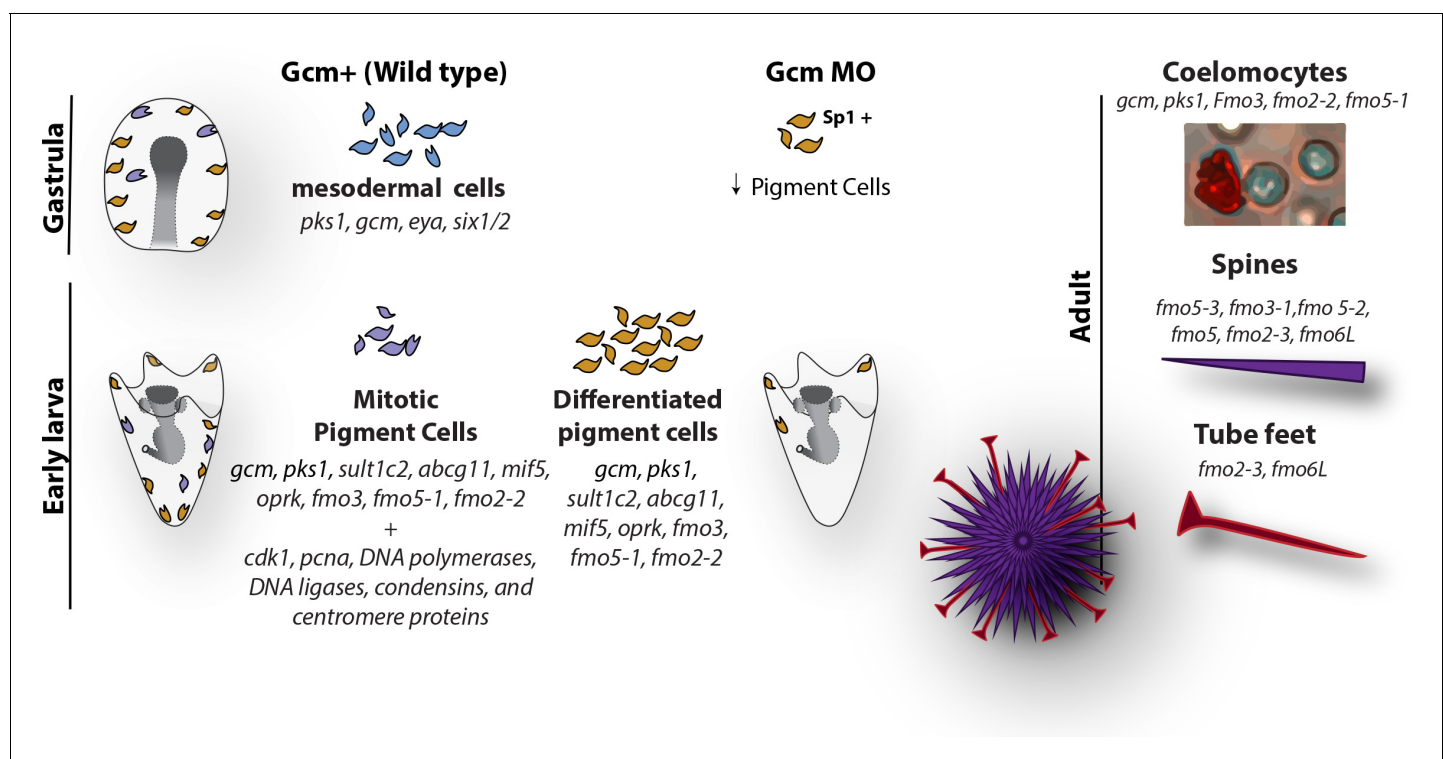 Gcm+ (Wild type)
Gcm MO
Gastrula
mesodermal cells
pks1, gcm, eya, six1/2
Sp1 +
↓ Pigment Cells
Early larva
Mitotic
Pigment Cells
gcm, pks1, sult1c2, abcg11, mif5,
oprk, fmo3, fmo5-1, fmo2-2
+
cdk1, pcna, DNA polymerases,
DNA ligases, condensins, and
centromere proteins
Differentiated
pigment cells
gcm, pks1,
sult1c2, abcg11,
mif5, oprk, fmo3,
fmo5-1, fmo2-2
Adult
Coelomocytes
gcm, pks1, Fmo3, fmo2-2, fmo5-1
Spines
fmo5-3, fmo3-1,fmo 5-2,
fmo5, fmo2-3, fmo6L
Tube feet
fmo2-3, fmo6L